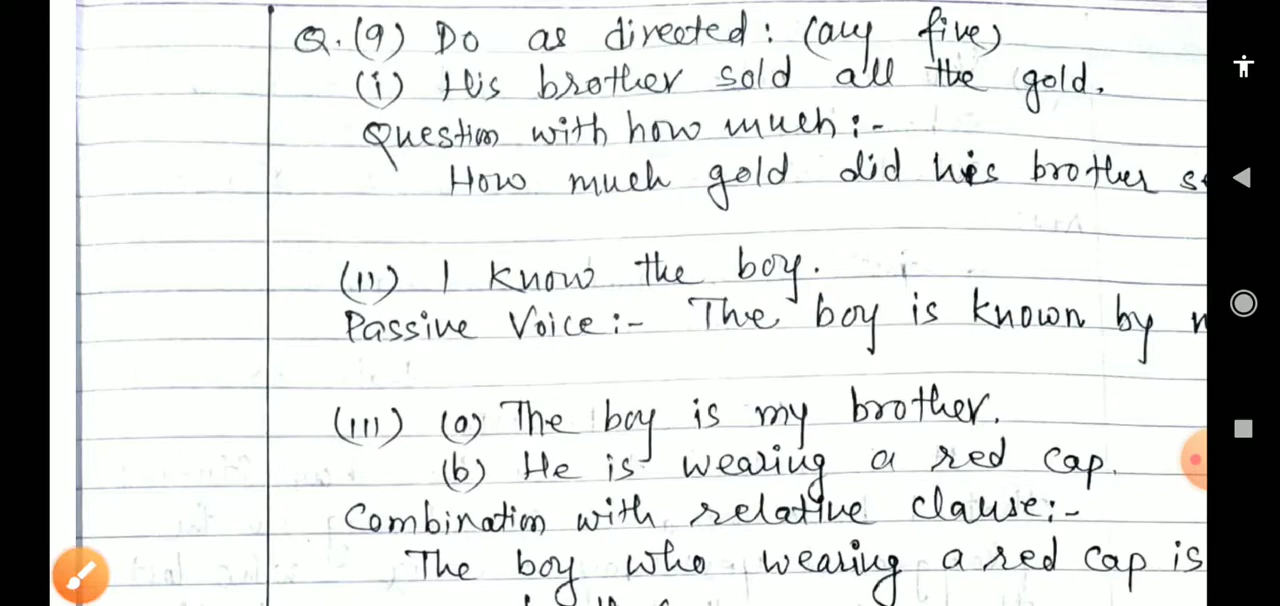 Q. (9) Do as directed: (any five)
(i) His brother sold all the gold.
Question with how much :-
How much gold did his brother
(ii) I know the boy.
Passive Voice :- The boy is known by
(iii) (a) The boy is my brother.
(b) He is wearing a red cap.
Combination with relative clause :-
The boy who wearing a red cap is